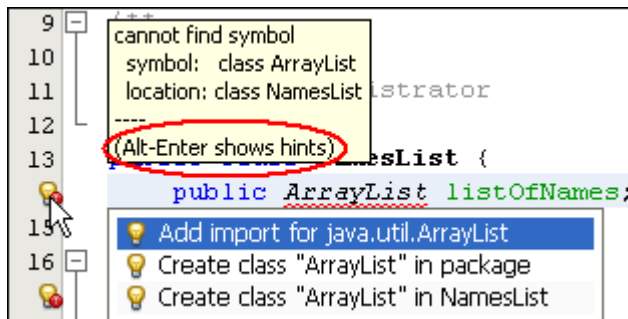 9 /**
cannot find symbol
10 symbol: class ArrayList
11 location: class NamesList istrator
12 ----
(Alt-Enter shows hints)
13 mesList {
public ArrayList listOfNames;
15 Add import for java.util.ArrayList
16 Create class "ArrayList" in package
Create class "ArrayList" in NamesList